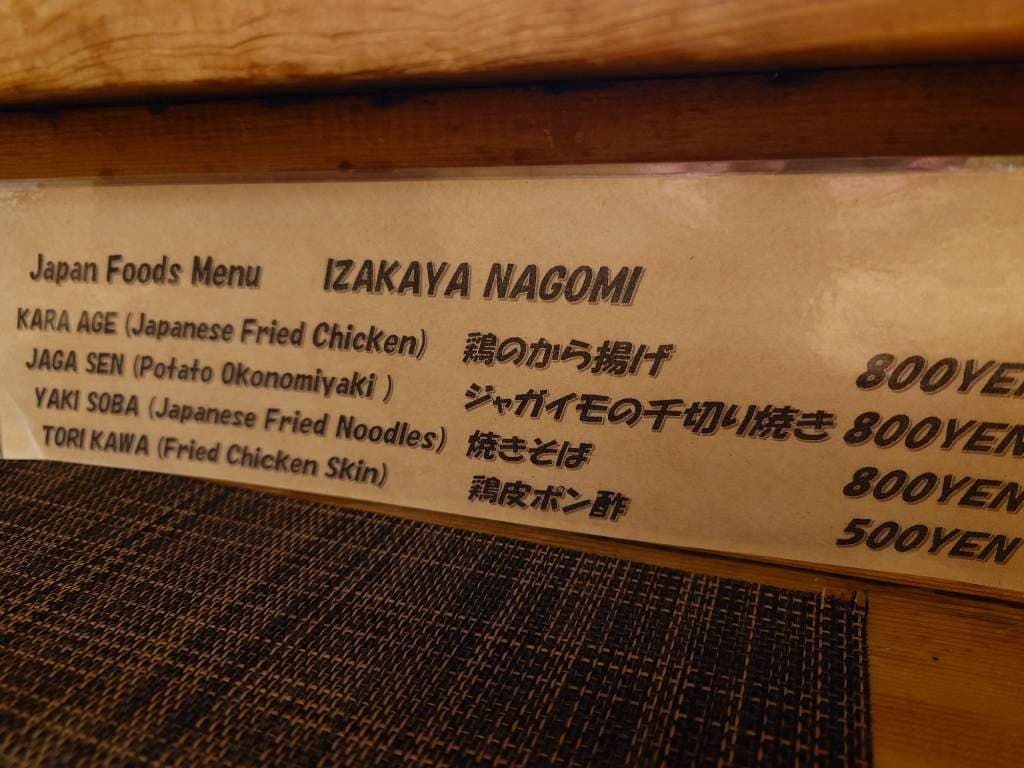 Japan Foods Menu IZAKAYA NAGOMI
KARA AGE (Japanese Fried Chicken) 鶏のから揚げ 800YEN
JAGA SEN (Potato Okonomiyaki ) ジャガイモの千切り焼き 800YEN
YAKI SOBA (Japanese Fried Noodles) 焼きそば 800YEN
TORI KAWA (Fried Chicken Skin) 鶏皮ポン酢 500YEN